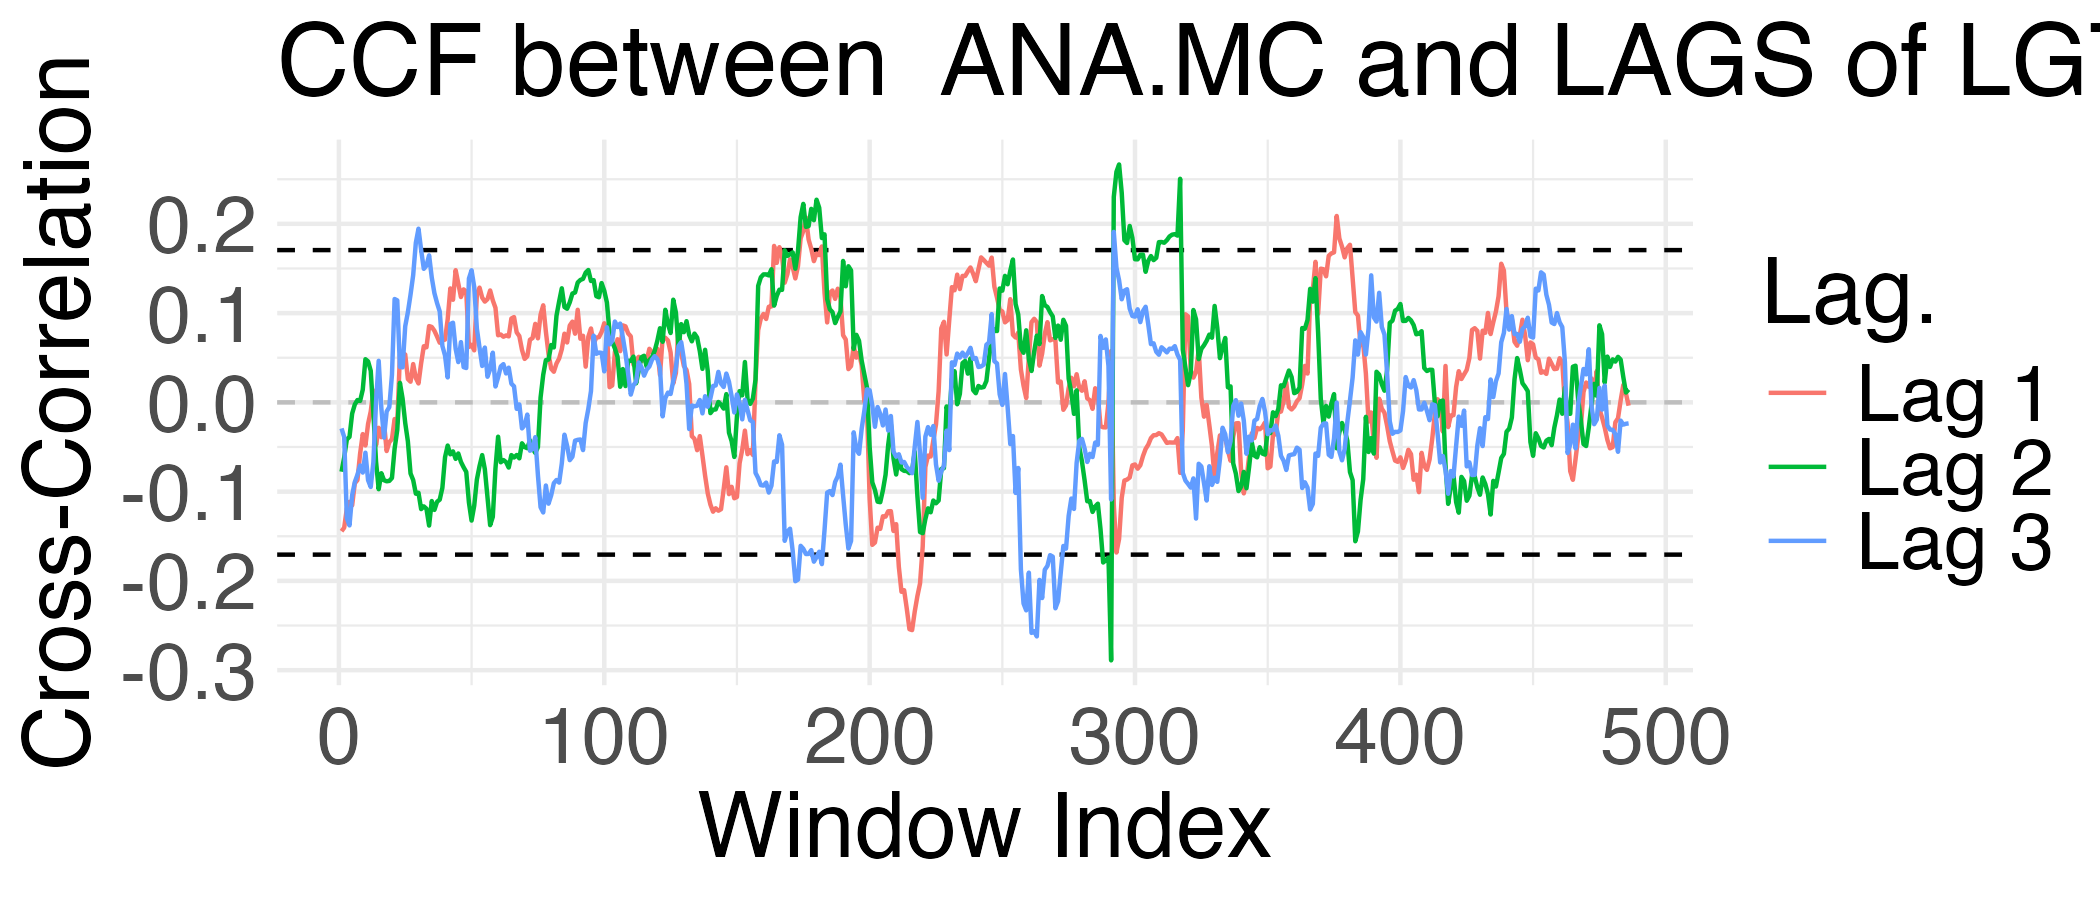 CCF between  ANA.MC and LAGS of LG
Cross-Correlation
0.2
0.1
0.0
-0.1
-0.2
-0.3
0 100 200 300 400 500
Window Index
Lag.
Lag 1
Lag 2
Lag 3